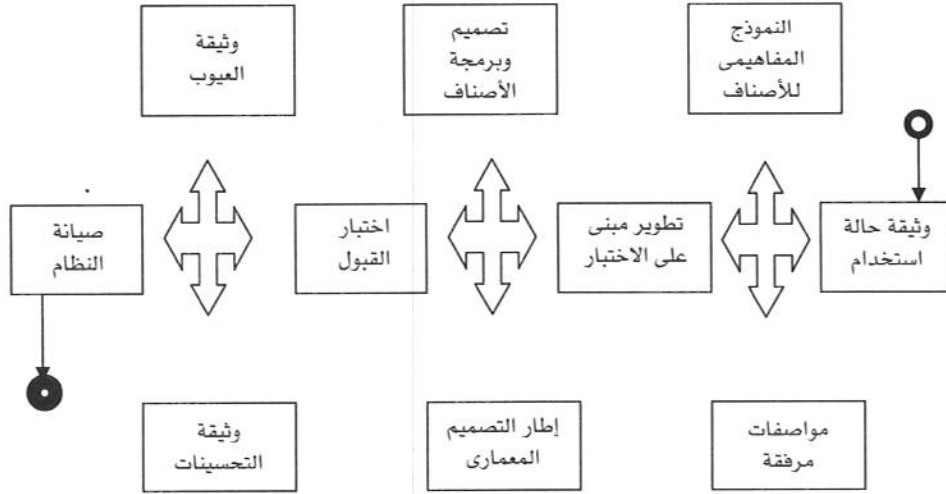 النموذج
المفاهيمى
للأصناف
تصميم
وبرمجة
الأصناف
وثيقة
العيوب
وثيقة حالة
استخدام
تطوير مبنى
على الاختبار
اختبار
القبول
صيانة
النظام
مواصفات
مرفقة
إطار التصميم
المعمارى
وثيقة
التحسينات